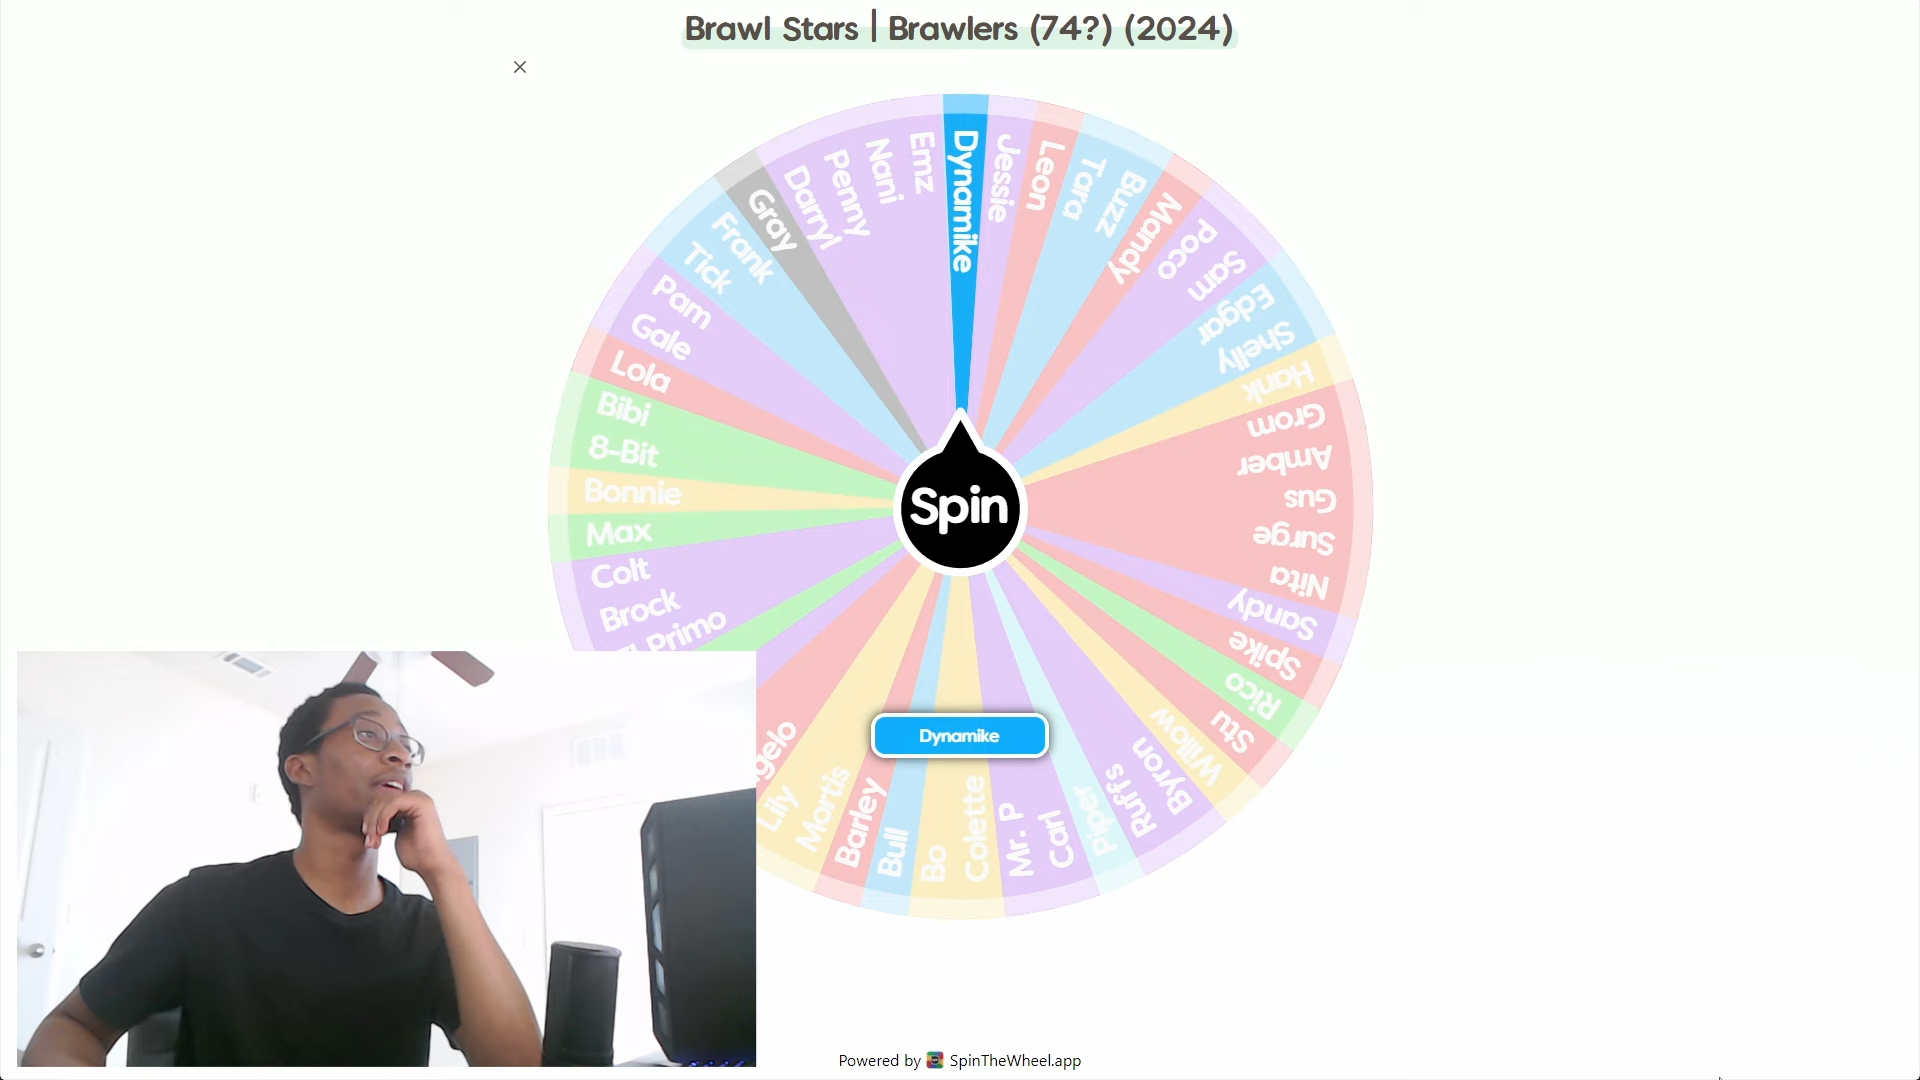 Brawl Stars | Brawlers (74?) (2024)
Dynamike
Jessie
Leon
Tara
Buzz
Mandy
Poco
Sam
Edgar
Shelly
Hank
Grom
Amber
Gus
Surge
Nita
Sandy
Spike
Rico
Stu
Willow
Byron
Ruffs
Piper
Carl
Mr. P
Colette
Bo
Bull
Barley
Mortis
Lily
gelo
Primo
Brock
Colt
Max
Bonnie
8-Bit
Bibi
Lola
Gale
Pam
Tick
Frank
Gray
Darryl
Penny
Nani
Emz
Spin
Dynamike
Powered by SpinTheWheel.app